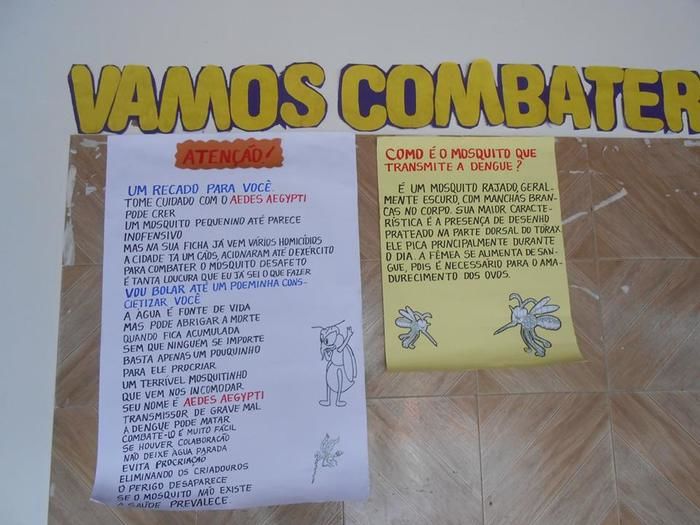 VAMOS COMBATER
ATENÇÃO!
UM RECADO PARA VOCÊ.
TOME CUIDADO COM O AEDES AEGYPTI
PODE CRER
UM MOSQUITO PEQUENINO ATÉ PARECE
INOFENSIVO
MAS NA SUA FICHA JÁ VEM VÁRIOS HOMICÍDIOS
A CIDADE TA UM CÃOS, ACIONARAM ATÉ O EXÉRCITO
PARA COMBATER O MOSQUITO DESAFETO
É TANTA LOUCURA QUE EU JÁ SEI O QUE FAZER
VOU BOLAR ATÉ UM POEMINHA CONS-
CIETIZAR VOCÊ
A ÁGUA É FONTE DE VIDA
MAS PODE ABRIGAR A MORTE
QUANDO FICA ACUMULADA
SEM QUE NINGUÉM SE IMPORTE
BASTA APENAS UM POUQUINHO
PARA ELE PROCRIAR
UM TERRÍVEL MOSQUITINHO
QUE VEM NOS INCOMODAR
SEU NOME É AEDES AEGYPTI
TRANSMISSOR DE GRAVE MAL
A DENGUE PODE MATAR
COMBATE-LO É MUITO FÁCIL
SE HOUVER COLABORAÇÃO
NÃO DEIXE ÁGUA PARADA
EVITA PROCRIAÇÃO
ELIMINANDO OS CRIADOUROS
O PERIGO DESAPARECE
SE O MOSQUITO NÃO EXISTE
A SAÚDE PREVALECE.
COMO É O MOSQUITO QUE
TRANSMITE A DENGUE?
É UM MOSQUITO RAJADO, GERAL-
MENTE ESCURO, COM MANCHAS BRAN-
CAS NO CORPO. SUA MAIOR CARACTE-
RÍSTICA É A PRESENÇA DE DESENHO
PRATEADO NA PARTE DORSAL DO TÓRAX.
ELE PICA PRINCIPALMENTE DURANTE
O DIA. A FÊMEA SE ALIMENTA DE SAN-
GUE, POIS É NECESSÁRIO PARA O AMA-
DURECIMENTO DOS OVOS.